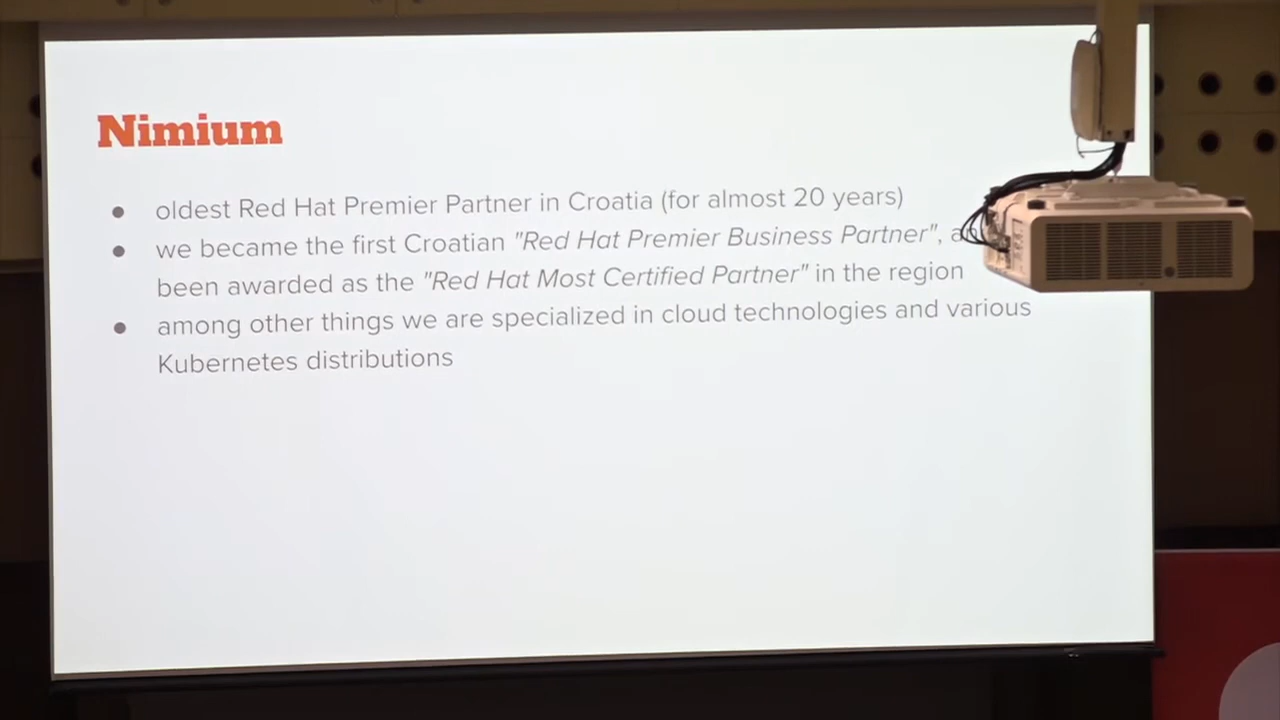 Nimium
● oldest Red Hat Premier Partner in Croatia (for almost 20 years)
● we became the first Croatian "Red Hat Premier Business Partner",
been awarded as the "Red Hat Most Certified Partner" in the region
● among other things we are specialized in cloud technologies and various
Kubernetes distributions